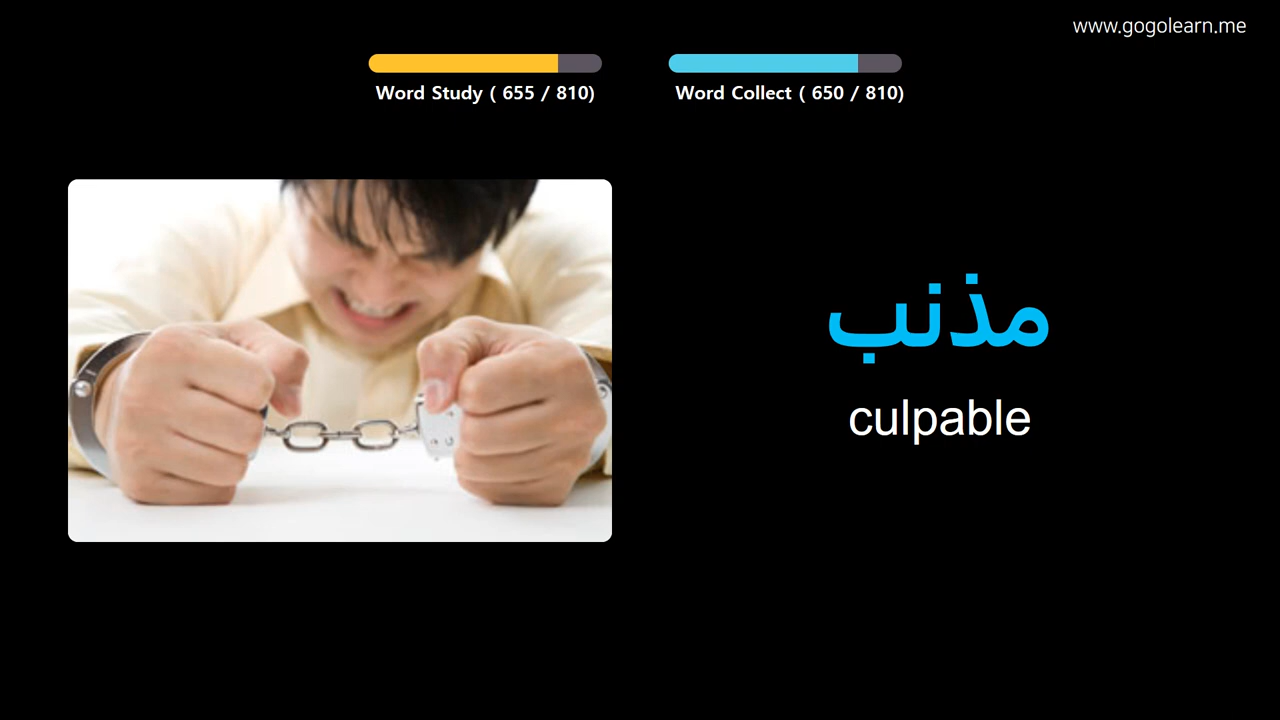 www.gogolearn.me
Word Study ( 655 / 810)
Word Collect ( 650 / 810)
مذنب
culpable